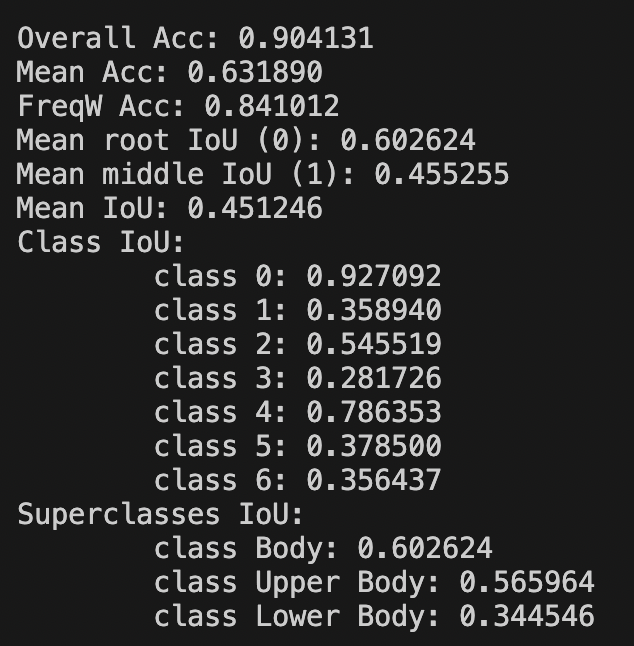 Overall Acc: 0.904131
Mean Acc: 0.631890
FreqW Acc: 0.841012
Mean root IoU (0): 0.602624
Mean middle IoU (1): 0.455255
Mean IoU: 0.451246
Class IoU:
class 0: 0.927092
class 1: 0.358940
class 2: 0.545519
class 3: 0.281726
class 4: 0.786353
class 5: 0.378500
class 6: 0.356437
Superclasses IoU:
class Body: 0.602624
class Upper Body: 0.565964
class Lower Body: 0.344546